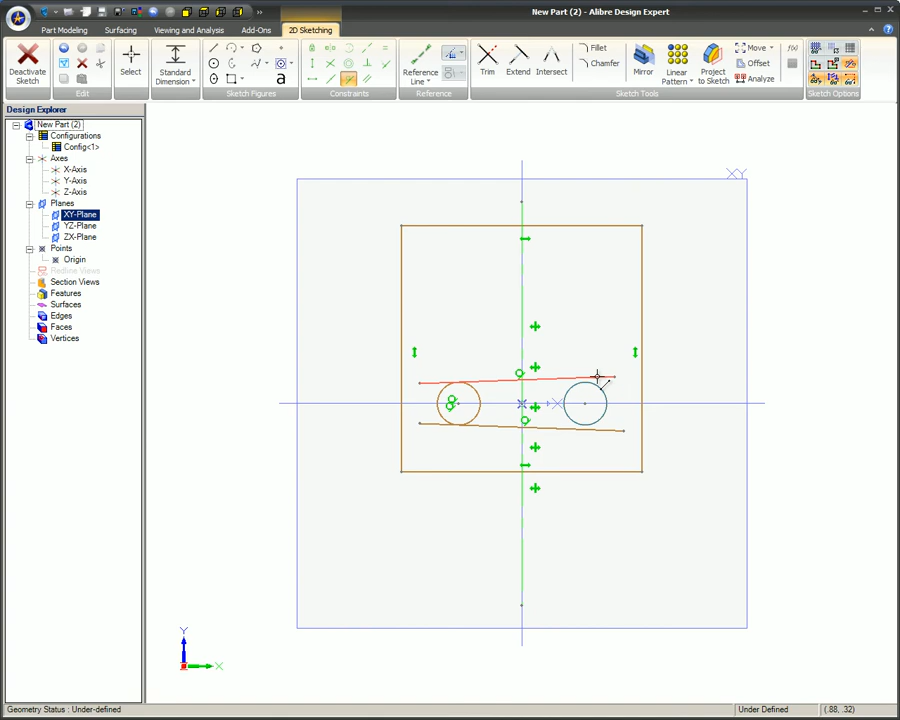 New Part (2) - Alibre Design Expert
Part Modeling
Surfacing
Viewing and Analysis
Add-Ons
2D Sketching
Deactivate Sketch
Edit
Select
Standard Dimension
a
Sketch Figures
Constraints
Reference Line
Reference
Trim
Extend
Intersect
Fillet
Chamfer
Mirror
Linear Pattern
Project to Sketch
Move
Offset
Analyze
f(x)
Sketch Tools
Sketch Options
Design Explorer
New Part (2)
Configurations
Config<1>
Axes
X-Axis
Y-Axis
Z-Axis
Planes
XY-Plane
YZ-Plane
ZX-Plane
Points
Origin
Redline Views
Section Views
Features
Surfaces
Edges
Faces
Vertices
XY
X
Y
X
Geometry Status : Under-defined
Under Defined
(.88, .32)